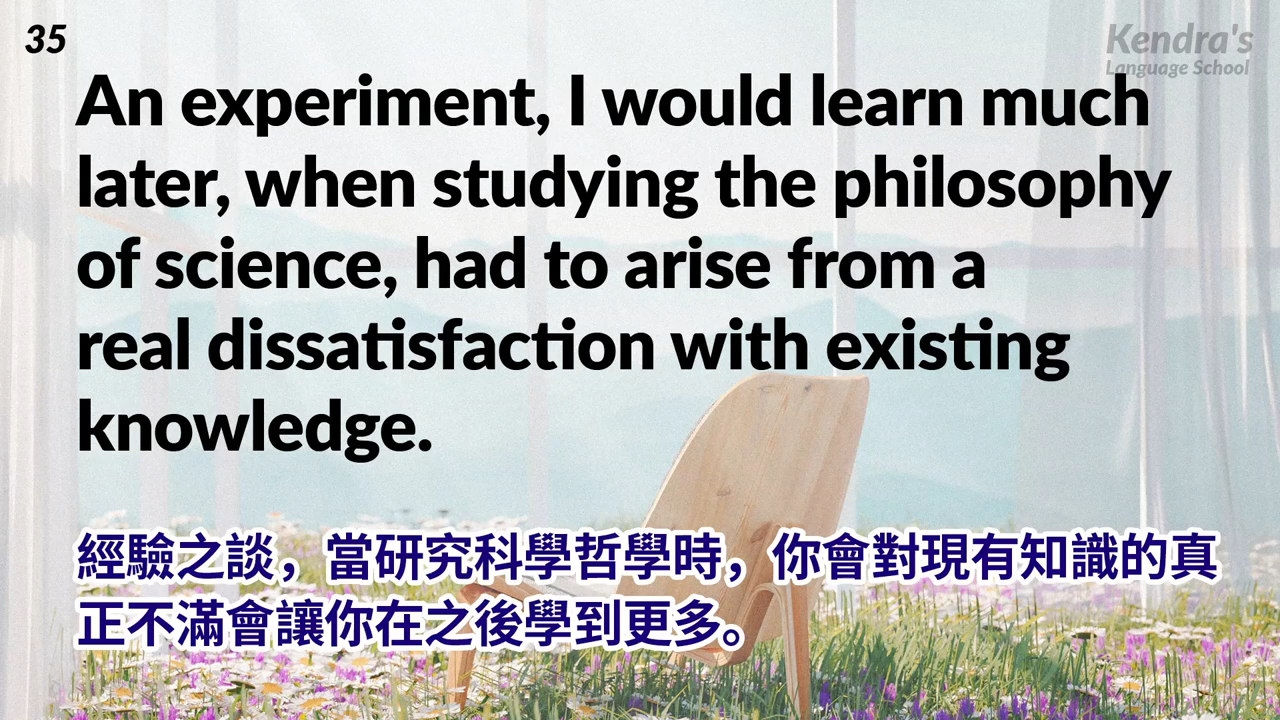 35
Kendra's
Language School
An experiment, I would learn much
later, when studying the philosophy
of science, had to arise from a
real dissatisfaction with existing
knowledge.
經驗之談，當研究科學哲學時，你會對現有知識的真
正不滿會讓你在之後學到更多。